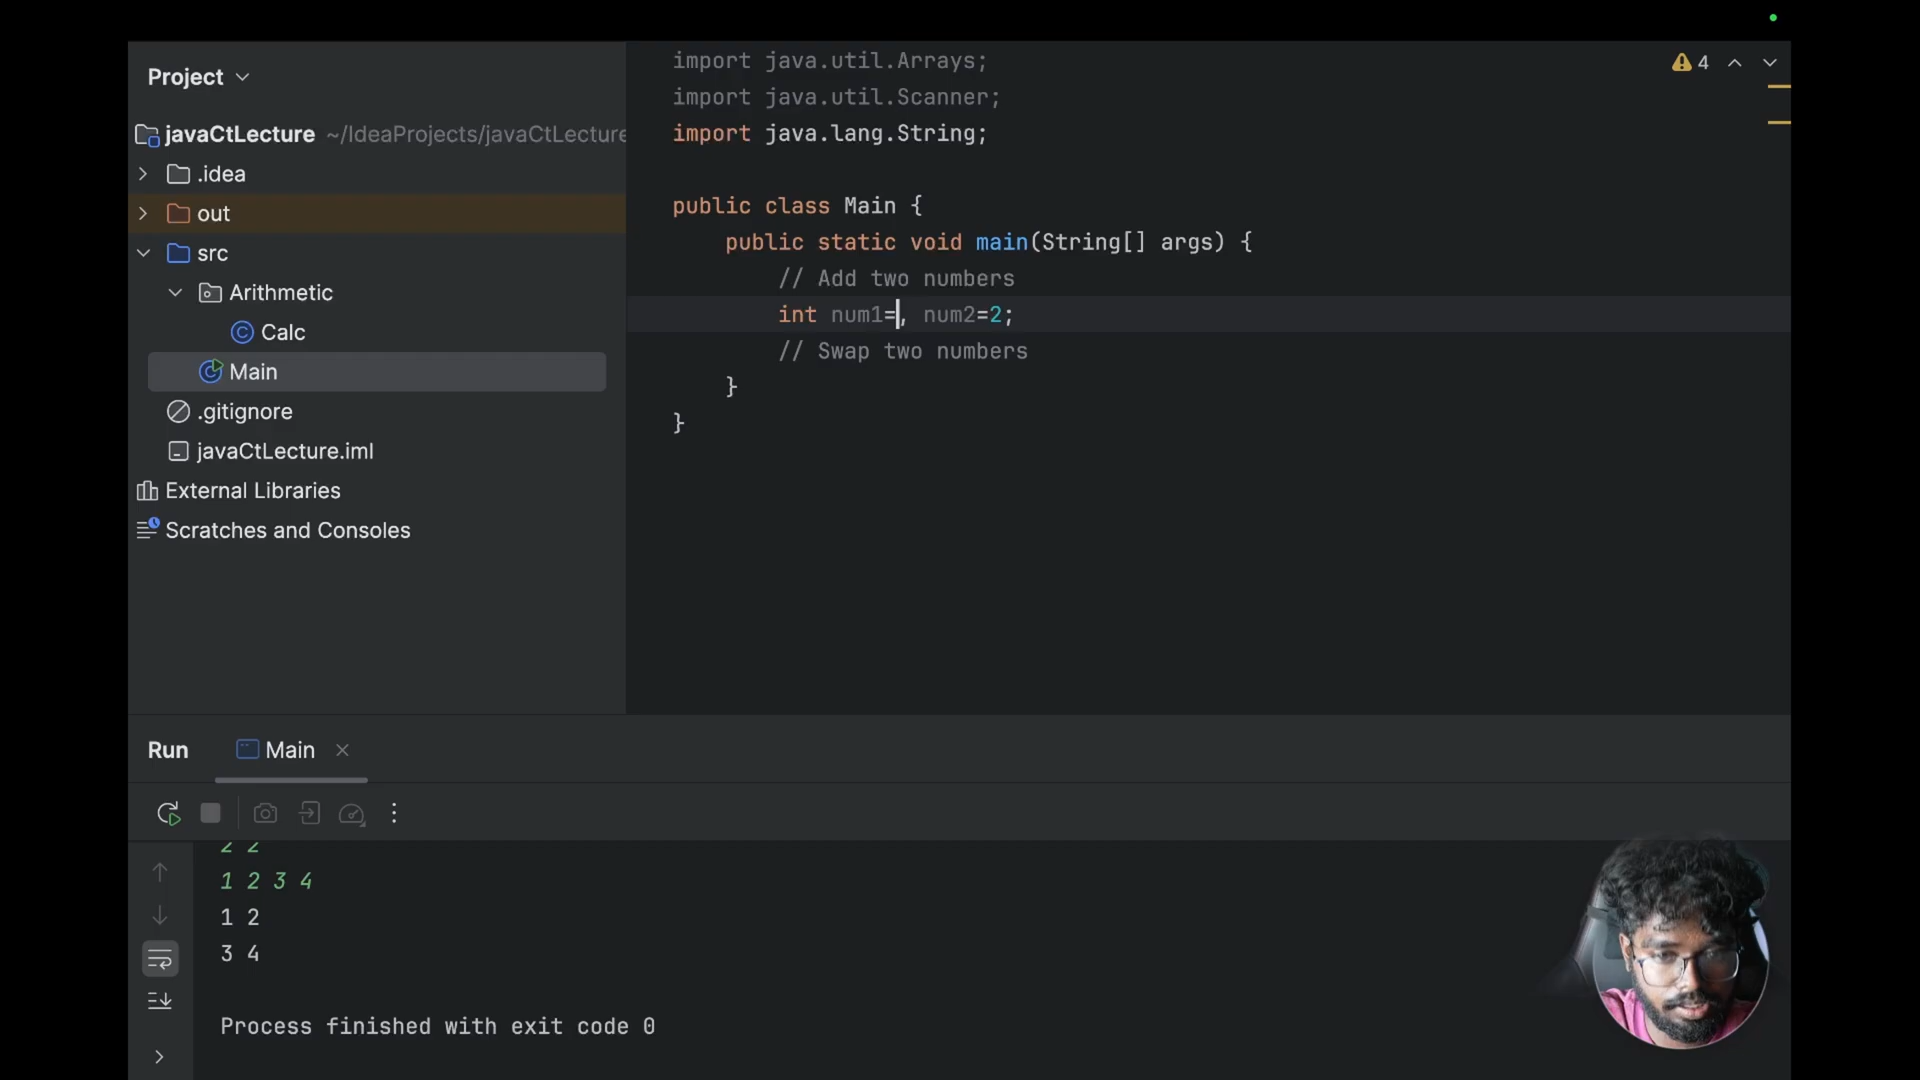 Project
javaCtLecture ~/IdeaProjects/javaCtLecture
.idea
out
src
Arithmetic
Calc
Main
.gitignore
javaCtLecture.iml
External Libraries
Scratches and Consoles
import java.util.Arrays;
import java.util.Scanner;
import java.lang.String;
public class Main {
public static void main(String[] args) {
// Add two numbers
int num1=, num2=2;
// Swap two numbers
}
}
4
Run Main
2 2
1 2 3 4
1 2
3 4
Process finished with exit code 0